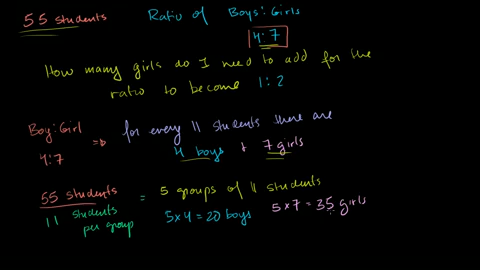 55 students Ratio of Boys:Girls
4:7
How many girls do I need to add for the
ratio to become 1:2
Boy:Girl ⇒ for every 11 students there are
4:7 4 boys + 7 girls
55 students = 5 groups of 11 students
11 students per group 5×4=20 boys 5×7=35 girls